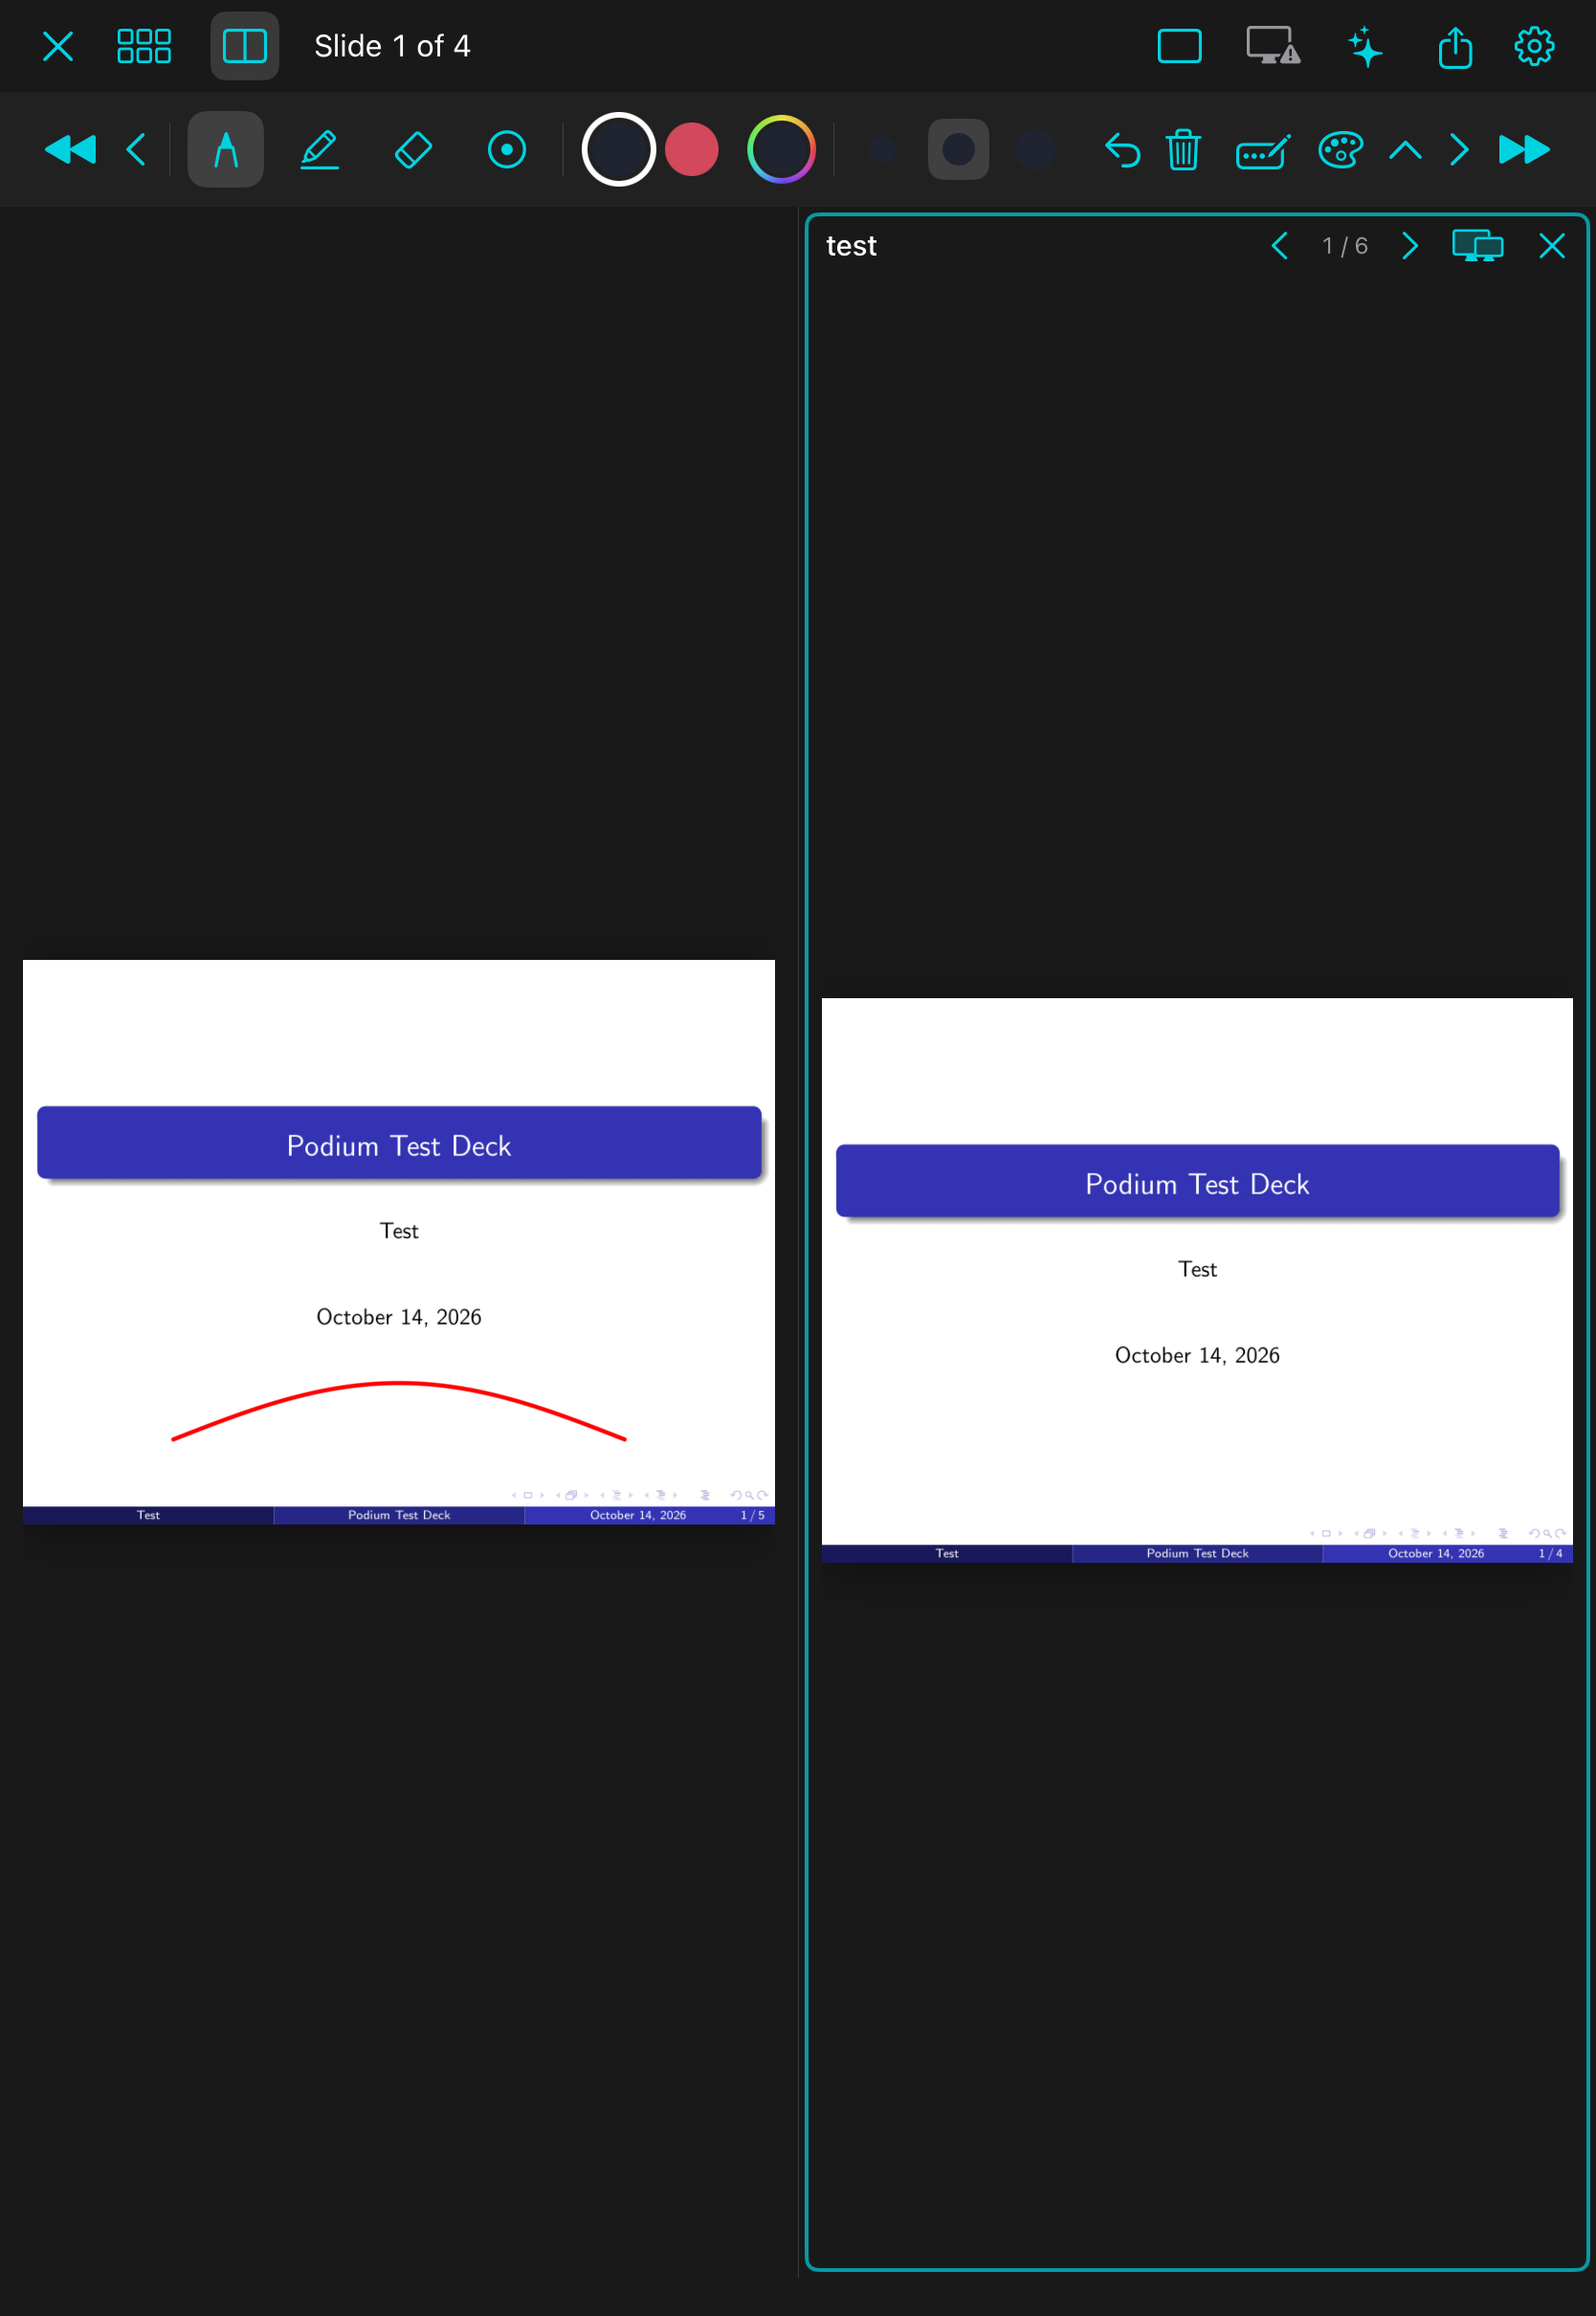 Slide 1 of 4
test
1 / 6
Podium Test Deck
Test
October 14, 2026
Test
Podium Test Deck
October 14, 2026
1 / 5
Podium Test Deck
Test
October 14, 2026
Test
Podium Test Deck
October 14, 2026
1 / 4